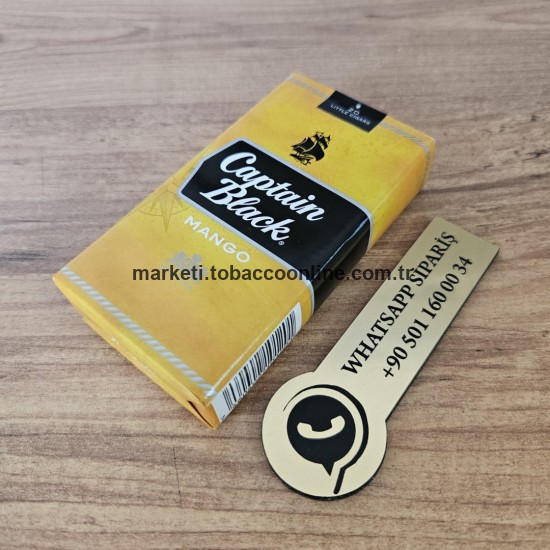 20
LITTLE CIGARS
Captain
Black®
MANGO
marketi.tobaccoonline.com.tr
WHATSAPP SİPARİŞ
+90 501 160 00 34